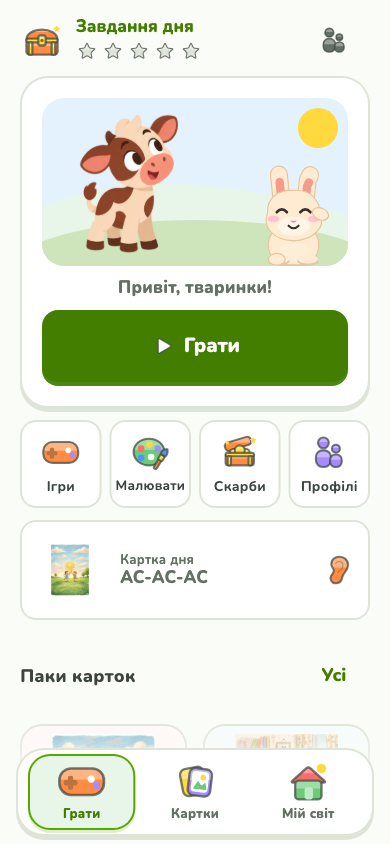 Завдання дня
Привіт, тваринки!
Грати
Ігри
Малювати
Скарби
Профілі
Картка дня
АС-АС-АС
Паки карток
Усі
Грати
Картки
Мій світ